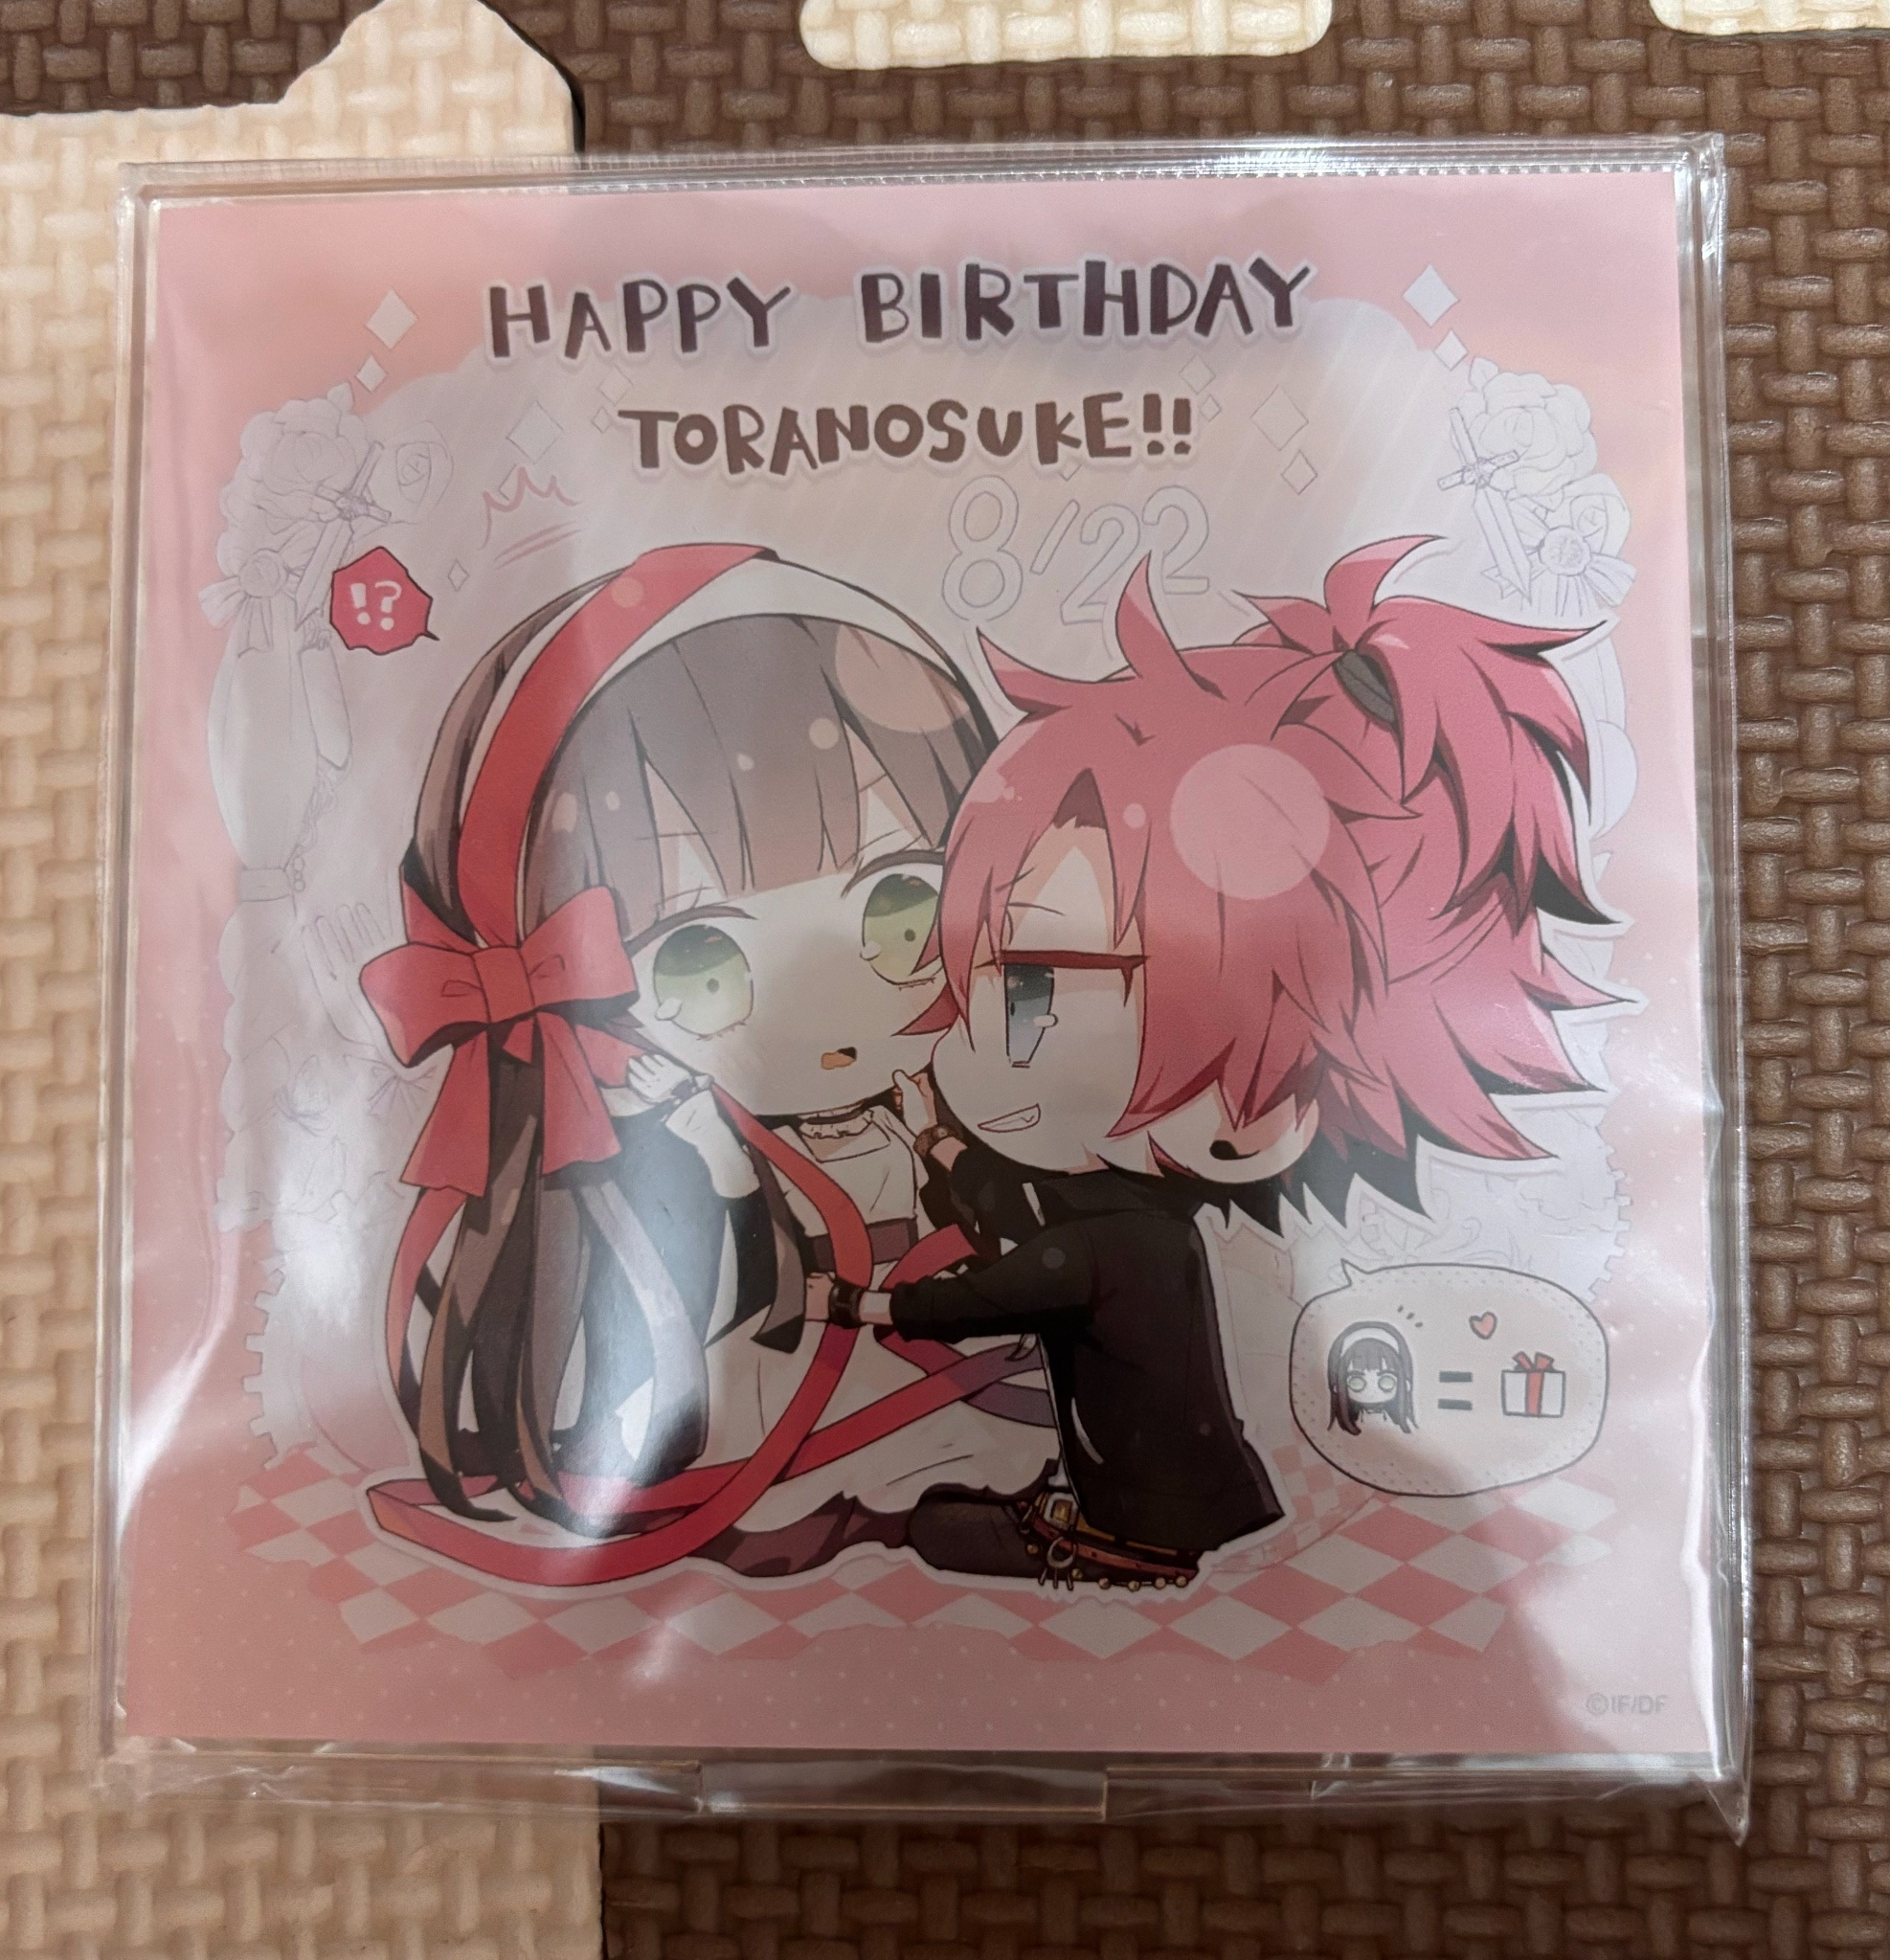 HAPPY BIRTHDAY
TORANOSUKE!!
8/22
!?
=
©IF/DF